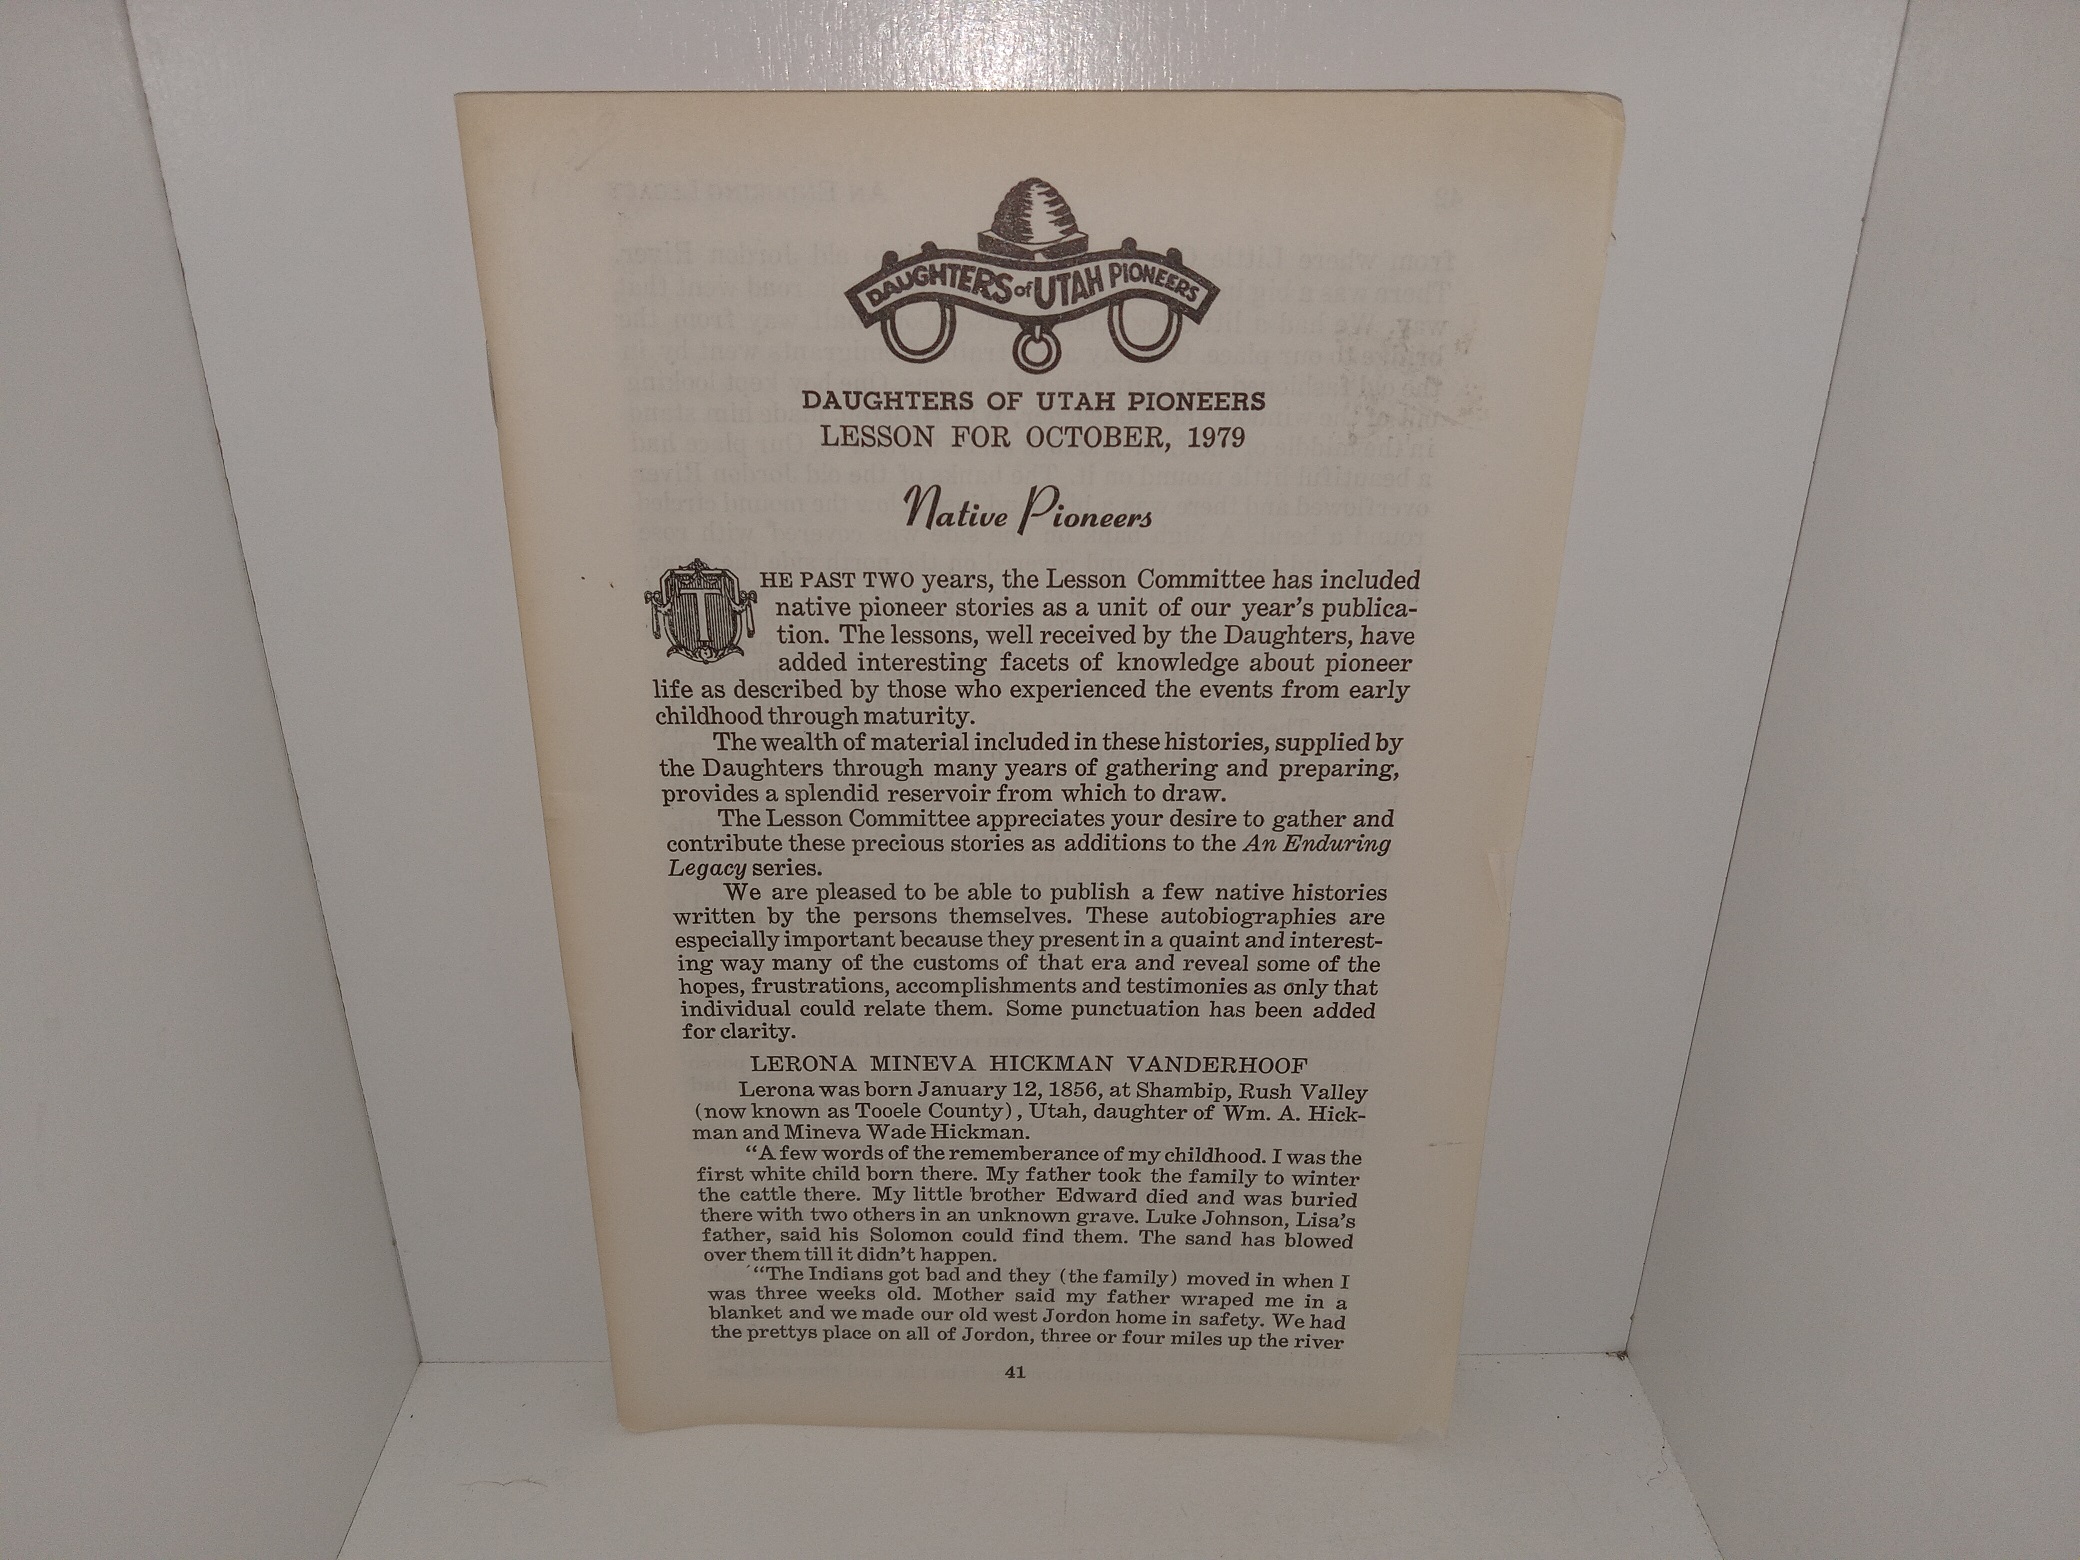 DAUGHTERS of UTAH PIONEERS
DAUGHTERS OF UTAH PIONEERS
LESSON FOR OCTOBER, 1979
Native Pioneers
THE PAST TWO years, the Lesson Committee has included
native pioneer stories as a unit of our year's publica-
tion. The lessons, well received by the Daughters, have
added interesting facets of knowledge about pioneer
life as described by those who experienced the events from early
childhood through maturity.
The wealth of material included in these histories, supplied by
the Daughters through many years of gathering and preparing,
provides a splendid reservoir from which to draw.
The Lesson Committee appreciates your desire to gather and
contribute these precious stories as additions to the An Enduring
Legacy series.
We are pleased to be able to publish a few native histories
written by the persons themselves. These autobiographies are
especially important because they present in a quaint and interest-
ing way many of the customs of that era and reveal some of the
hopes, frustrations, accomplishments and testimonies as only that
individual could relate them. Some punctuation has been added
for clarity.
LERONA MINEVA HICKMAN VANDERHOOF
Lerona was born January 12, 1856, at Shambip, Rush Valley
(now known as Tooele County), Utah, daughter of Wm. A. Hick-
man and Mineva Wade Hickman.
"A few words of the rememberance of my childhood. I was the
first white child born there. My father took the family to winter
the cattle there. My little brother Edward died and was buried
there with two others in an unknown grave. Luke Johnson, Lisa's
father, said his Solomon could find them. The sand has blowed
over them till it didn't happen.
"The Indians got bad and they (the family) moved in when I
was three weeks old. Mother said my father wraped me in a
blanket and we made our old west Jordon home in safety. We had
the prettys place on all of Jordon, three or four miles up the river
41